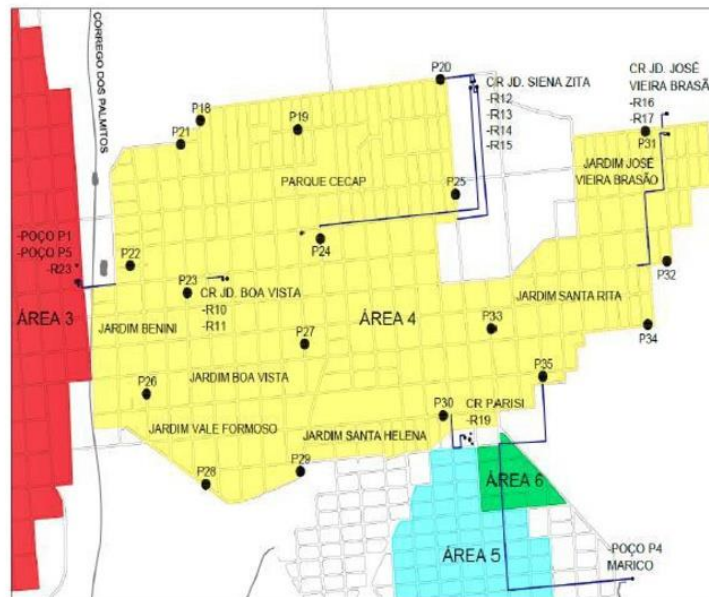 CÓRREGO DOS PALMITOS
P20
CR JD. SIENA ZITA
-R12
-R13
-R14
-R15
CR JD. JOSÉ
VIEIRA BRASÃO
-R16
-R17
P31
P18
P19
P21
JARDIM JOSÉ
VIEIRA BRASÃO
PARQUE CECAP
P25
P24
-POÇO P1
-POÇO P5
-R23
P22
P23
CR JD. BOA VISTA
-R10
-R11
P32
JARDIM SANTA RITA
ÁREA 3
JARDIM BENINI
ÁREA 4
P33
P34
P27
P35
JARDIM BOA VISTA
P26
P30
CR PARISI
-R19
JARDIM VALE FORMOSO
JARDIM SANTA HELENA
P28
P29
ÁREA 6
ÁREA 5
-POÇO P4
MARICO